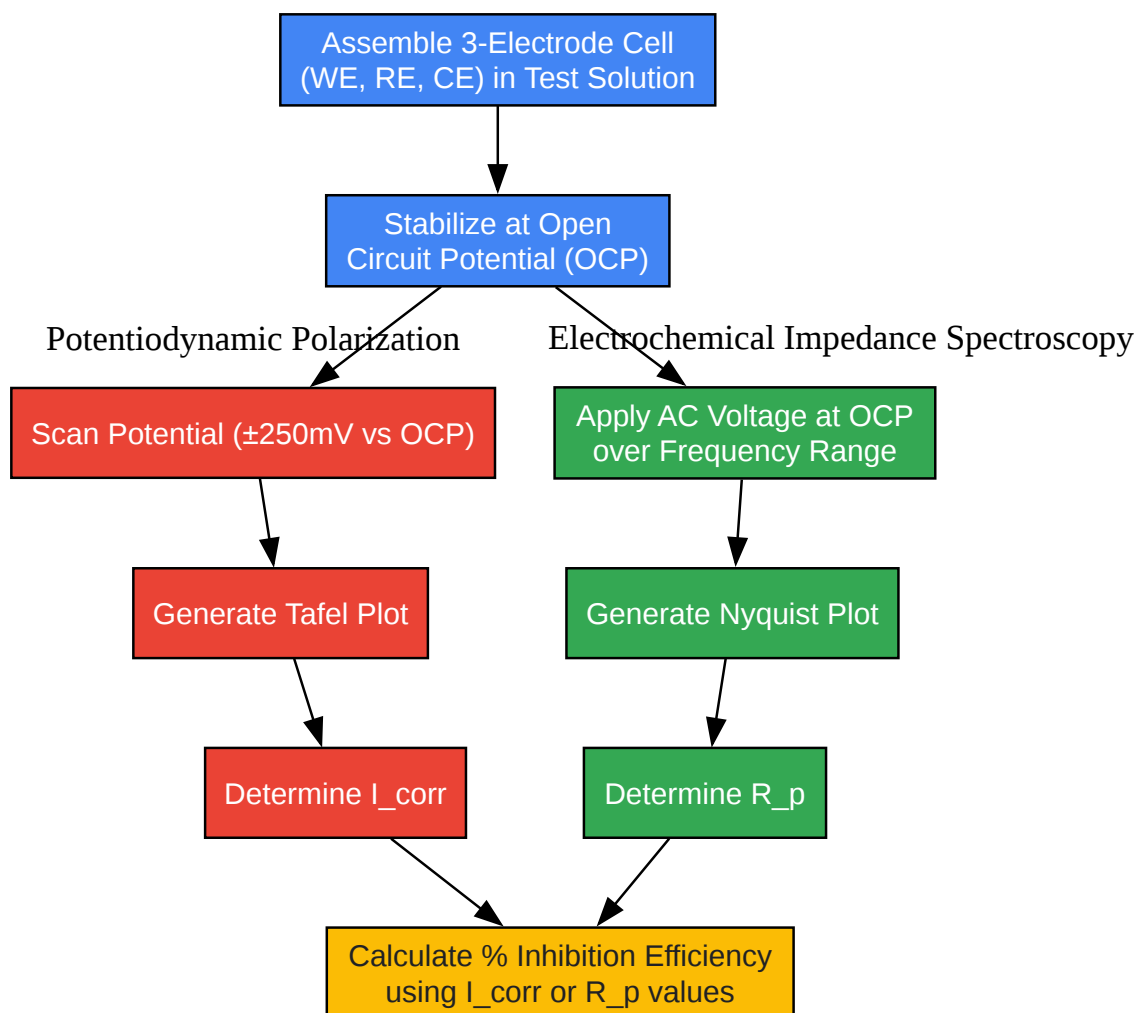 Assemble 3-Electrode Cell
(WE, RE, CE) in Test Solution
Stabilize at Open
Circuit Potential (OCP)
Potentiodynamic Polarization
Electrochemical Impedance Spectroscopy
Scan Potential (±250mV vs OCP)
Apply AC Voltage at OCP
over Frequency Range
Generate Tafel Plot
Generate Nyquist Plot
Determine I_corr
Determine R_p
Calculate % Inhibition Efficiency
using I_corr or R_p values